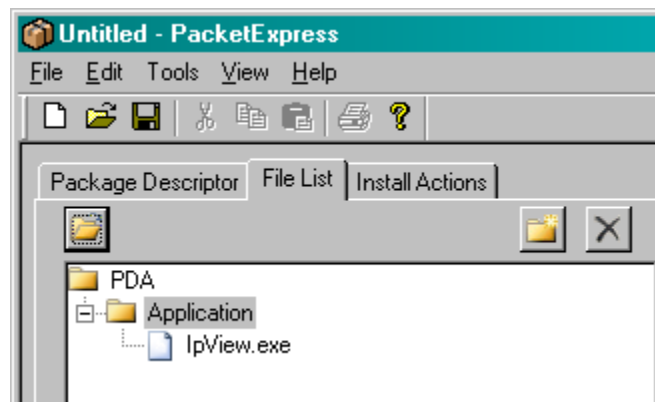 Untitled - PacketExpress
File Edit Tools View Help
Package Descriptor File List Install Actions
PDA
Application
IpView.exe